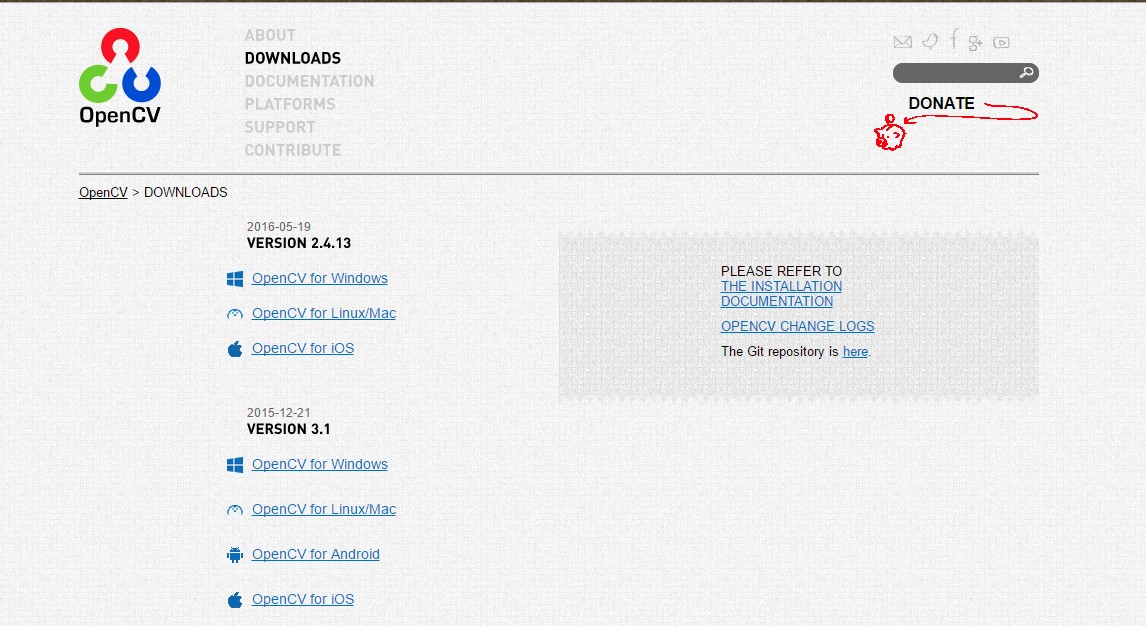 OpenCV
ABOUT
DOWNLOADS
DOCUMENTATION
PLATFORMS
SUPPORT
CONTRIBUTE
DONATE
OpenCV > DOWNLOADS
2016-05-19
VERSION 2.4.13
OpenCV for Windows
OpenCV for Linux/Mac
OpenCV for iOS
PLEASE REFER TO
THE INSTALLATION
DOCUMENTATION
OPENCV CHANGE LOGS
The Git repository is here.
2015-12-21
VERSION 3.1
OpenCV for Windows
OpenCV for Linux/Mac
OpenCV for Android
OpenCV for iOS